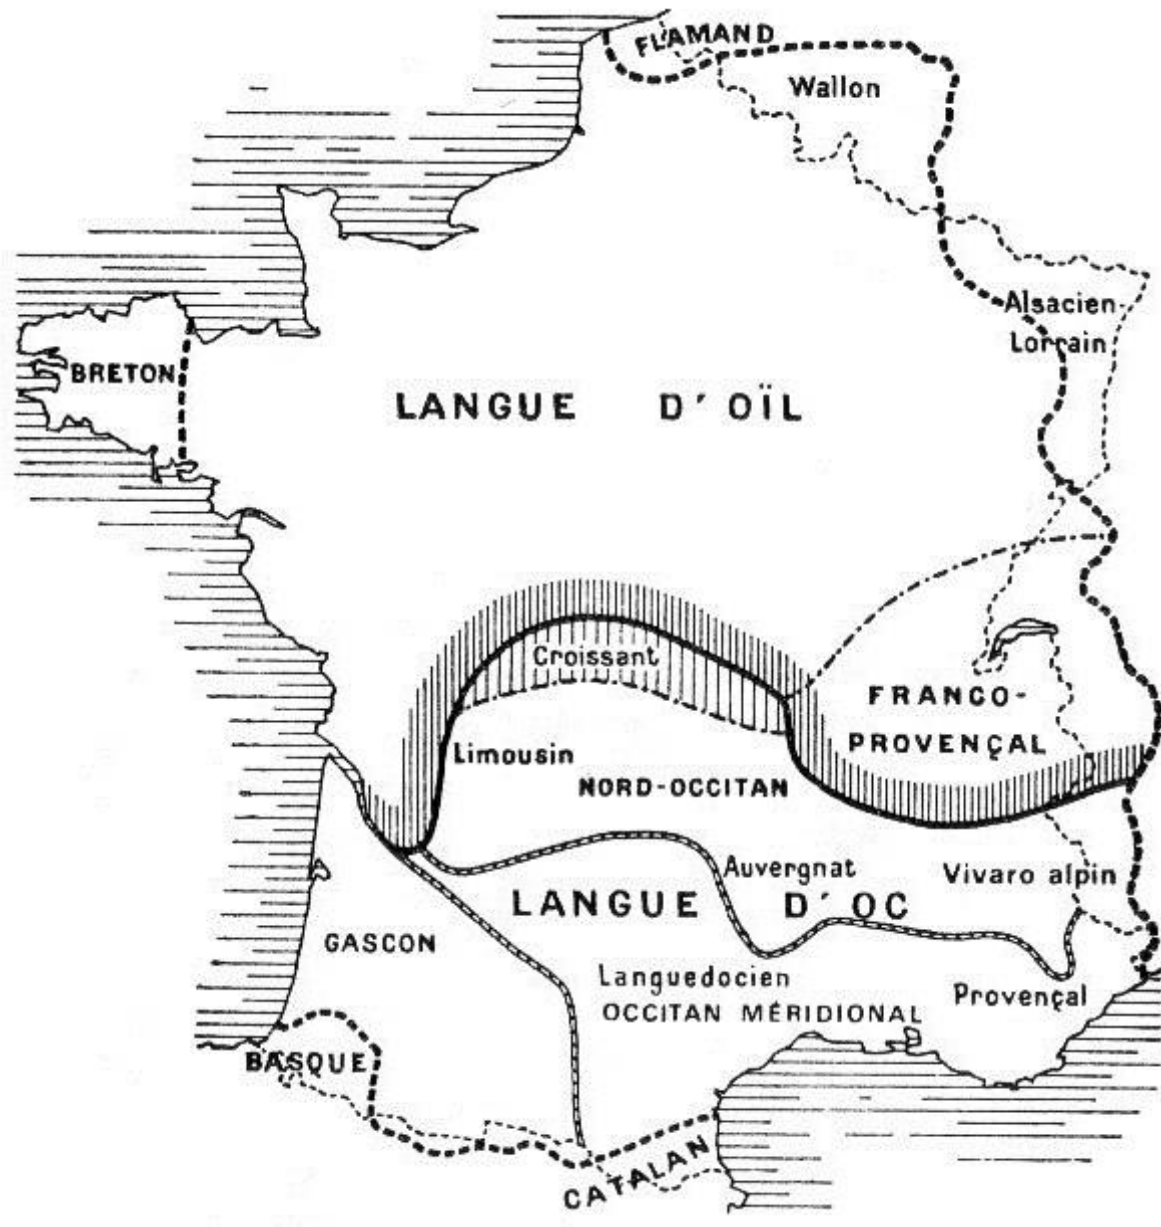 FLAMAND
Wallon
Alsacien-
Lorrain
BRETON
LANGUE D'OÏL
Croissant
FRANCO-
PROVENÇAL
Limousin
NORD-OCCITAN
Auvergnat
Vivaro alpin
LANGUE D'OC
GASCON
Languedocien
Provençal
OCCITAN MÉRIDIONAL
BASQUE
CATALAN